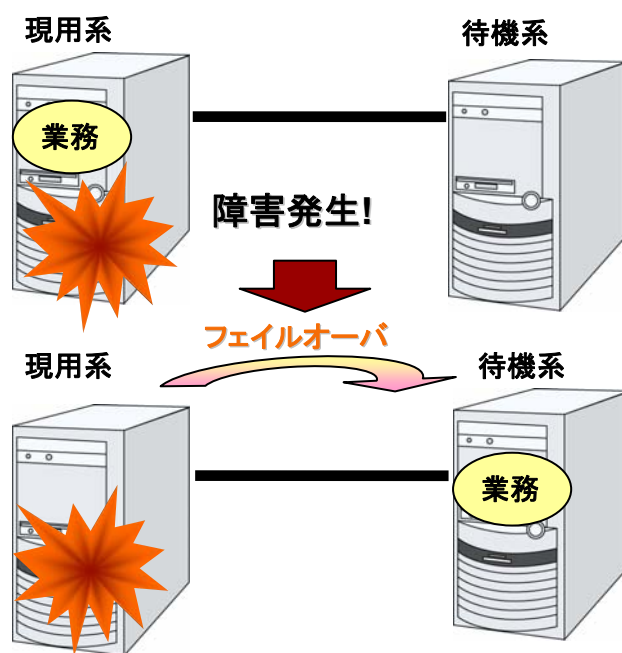 現用系
待機系
業務
障害発生!
フェイルオーバ
現用系
待機系
業務